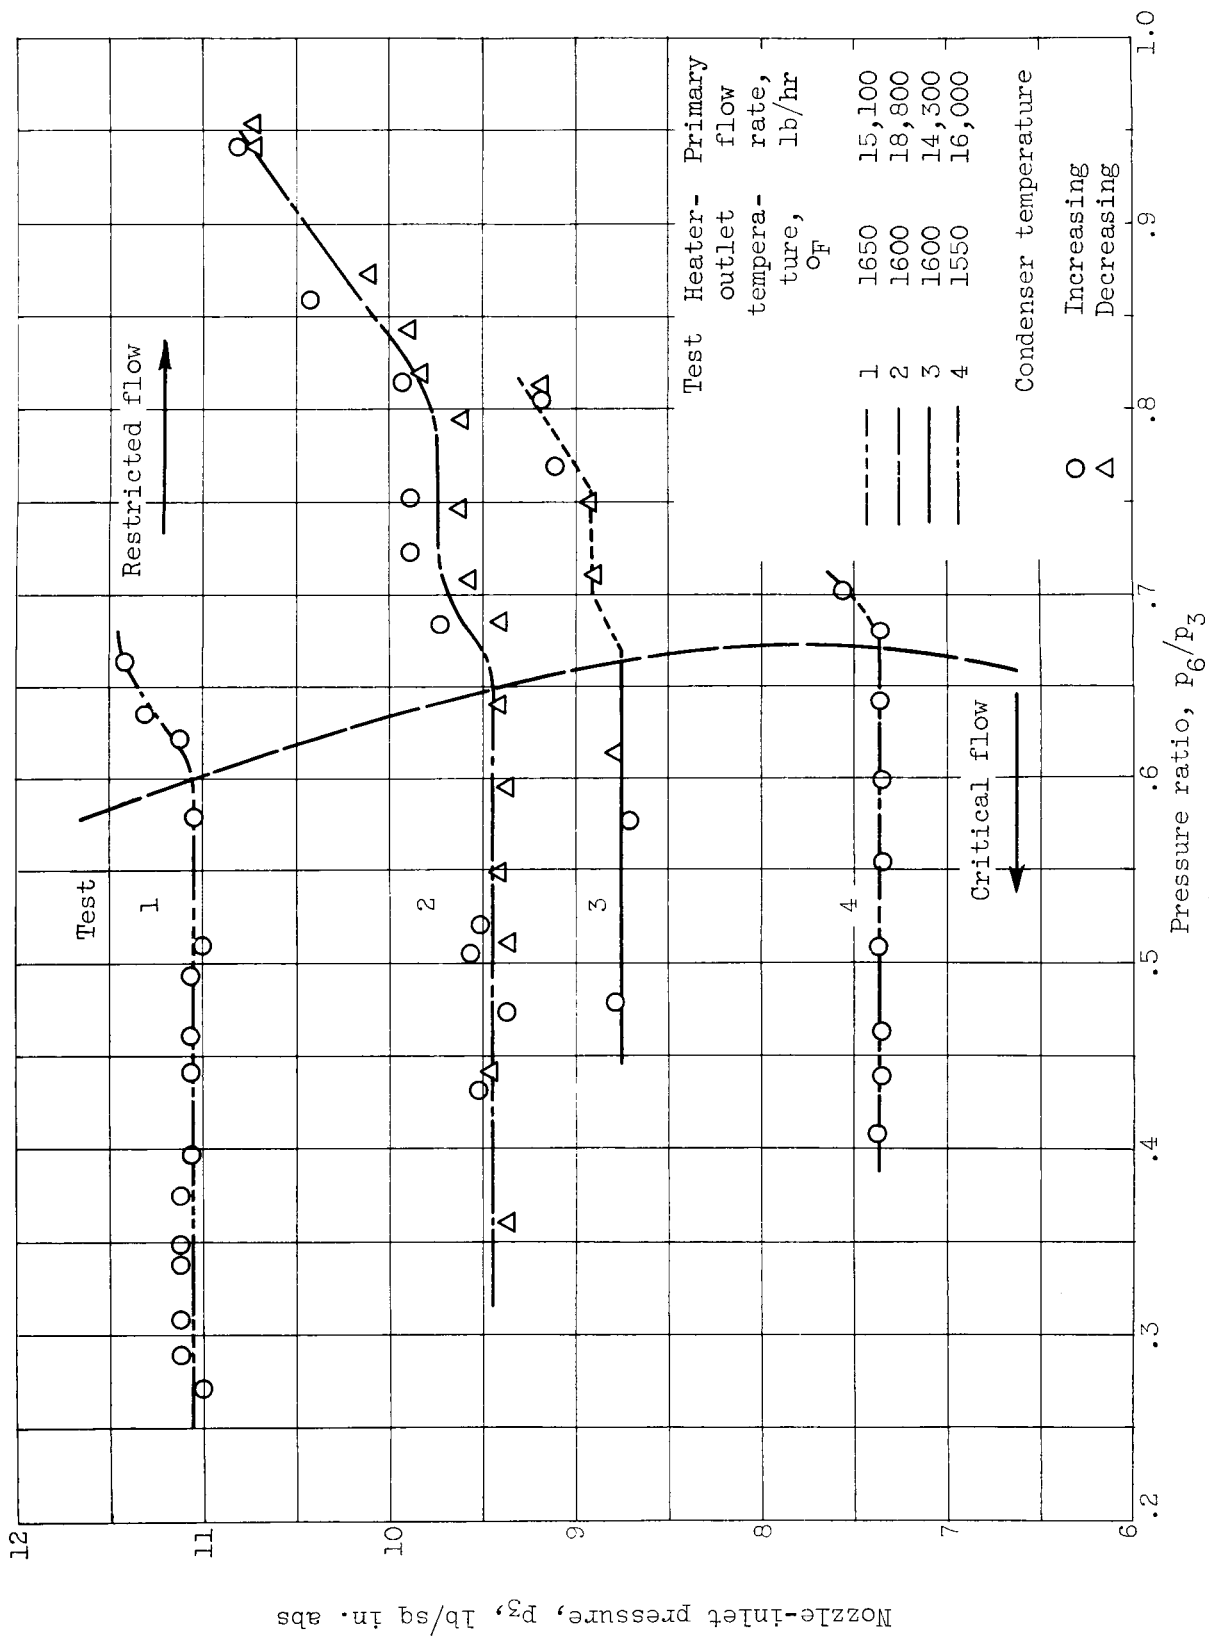 12
11
10
9
8
7
6
Nozzle-inlet pressure, p3, lb/sq in. abs
.2
.3
.4
.5
.6
.7
.8
.9
1.0
Pressure ratio, p6/p3
Restricted flow
Critical flow
Test
1
2
3
4
Test Heater- Primary
outlet flow
tempera- rate,
ture, lb/hr
°F
1 1650 15,100
2 1600 18,800
3 1600 14,300
4 1550 16,000
Condenser temperature
Increasing
Decreasing